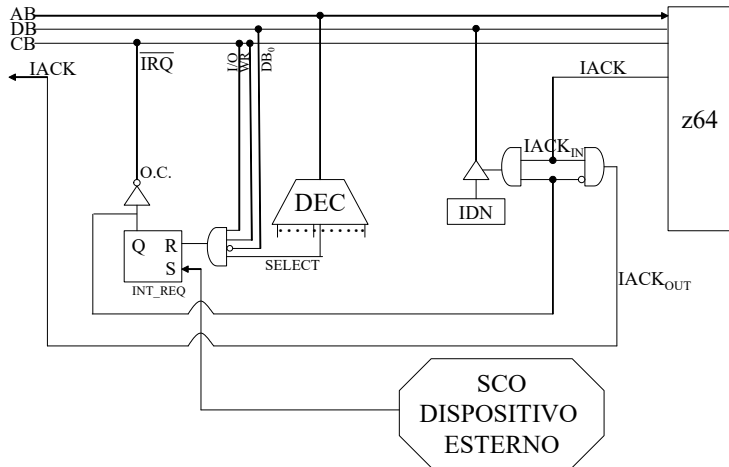 AB
DB
CB
IACK
IRQ
I/O
WR
DB0
IACK
z64
IACKIN
O.C.
DEC
IDN
Q R
S
SELECT
INT_REQ
IACKOUT
SCO
DISPOSITIVO
ESTERNO